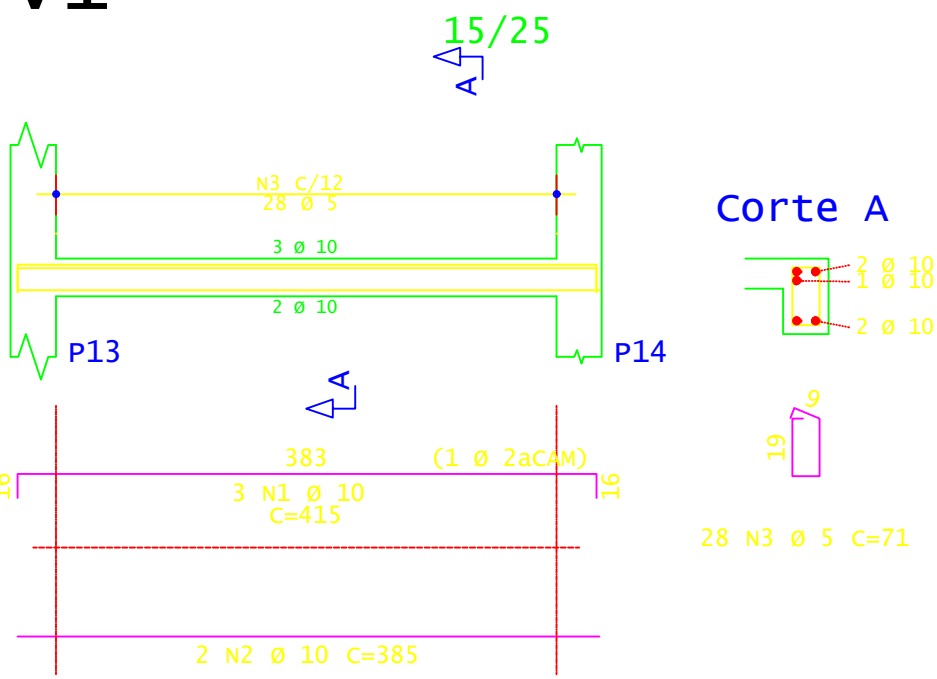 V1
15/25
A
N3 C/12
28 Ø 5
Corte A
3 Ø 10
2 Ø 10
1 Ø 10
2 Ø 10
2 Ø 10
P13
P14
A
9
383
(1 Ø 2aCAM)
19
16
3 N1 Ø 10
16
C=415
28 N3 Ø 5 C=71
2 N2 Ø 10 C=385